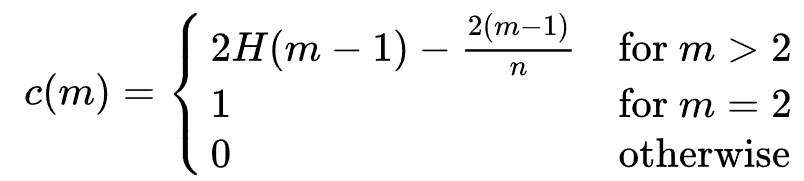 c(m) = { 2H(m − 1) − 2(m−1)/n for m > 2
1 for m = 2
0 otherwise